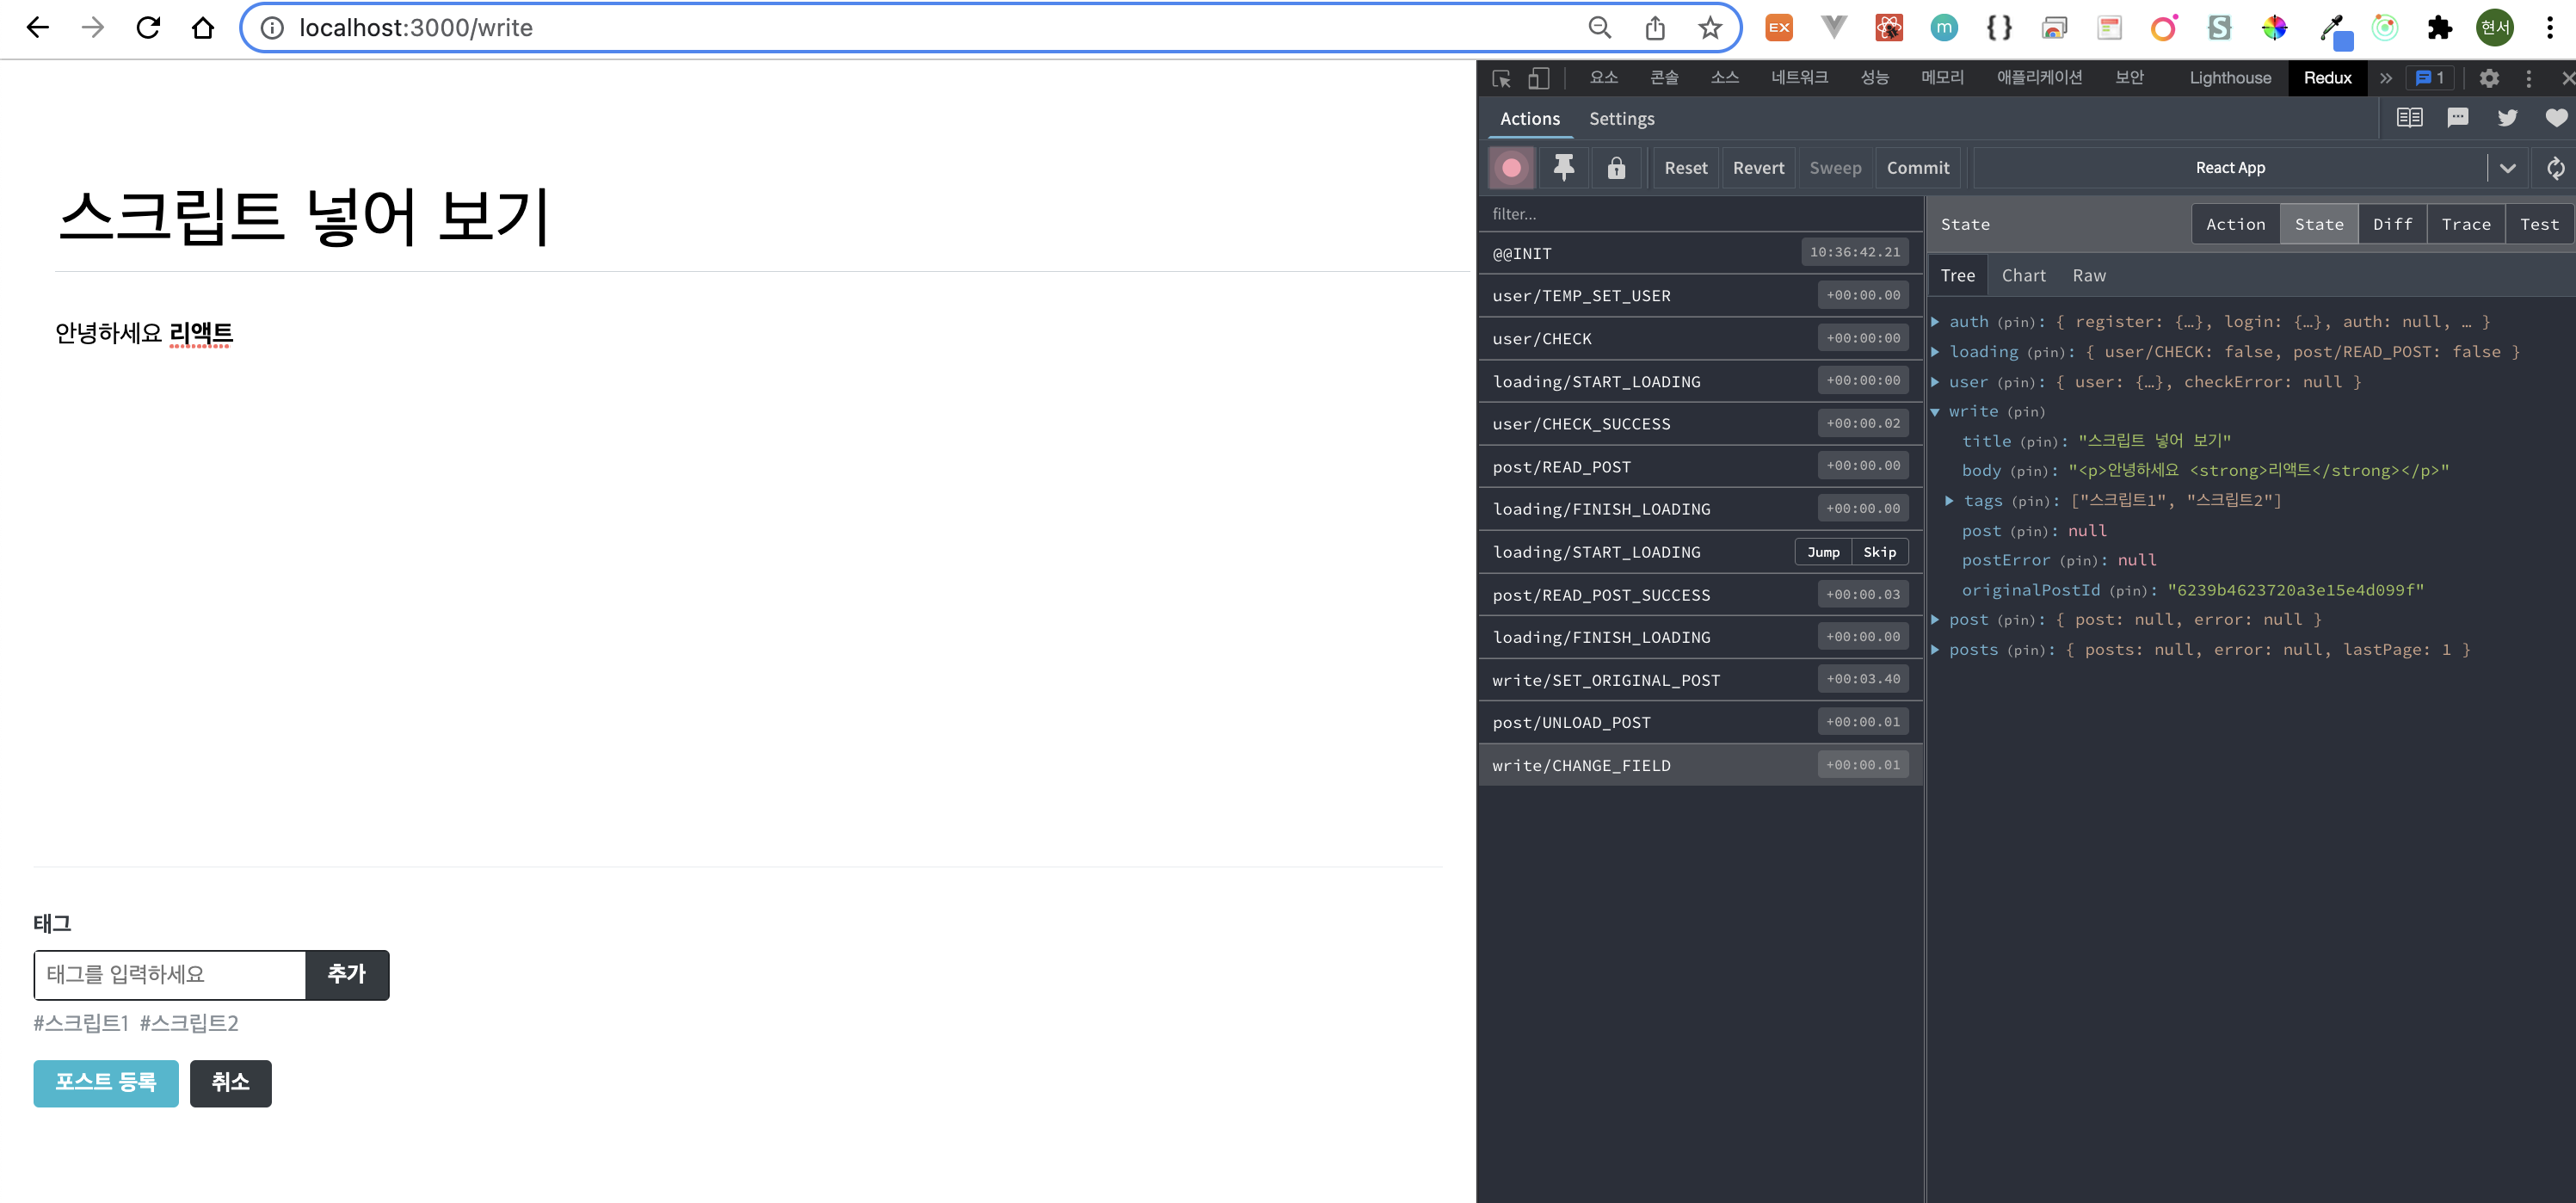 localhost:3000/write
EX
m
{ }
S
현서
스크립트 넣어 보기
안녕하세요 리액트
태그
태그를 입력하세요 추가
#스크립트1 #스크립트2
포스트 등록 취소
요소 콘솔 소스 네트워크 성능 메모리 애플리케이션 보안 Lighthouse Redux » 1
Actions Settings
Reset Revert Sweep Commit React App
filter...
@@INIT 10:36:42.21
user/TEMP_SET_USER +00:00.00
user/CHECK +00:00:00
loading/START_LOADING +00:00:00
user/CHECK_SUCCESS +00:00.02
post/READ_POST +00:00.00
loading/FINISH_LOADING +00:00.00
loading/START_LOADING Jump Skip
post/READ_POST_SUCCESS +00:00.03
loading/FINISH_LOADING +00:00.00
write/SET_ORIGINAL_POST +00:03.40
post/UNLOAD_POST +00:00.01
write/CHANGE_FIELD +00:00.01
State Action State Diff Trace Test
Tree Chart Raw
auth (pin): { register: {…}, login: {…}, auth: null, … }
loading (pin): { user/CHECK: false, post/READ_POST: false }
user (pin): { user: {…}, checkError: null }
write (pin)
title (pin): "스크립트 넣어 보기"
body (pin): "<p>안녕하세요 <strong>리액트</strong></p>"
tags (pin): ["스크립트1", "스크립트2"]
post (pin): null
postError (pin): null
originalPostId (pin): "6239b4623720a3e15e4d099f"
post (pin): { post: null, error: null }
posts (pin): { posts: null, error: null, lastPage: 1 }